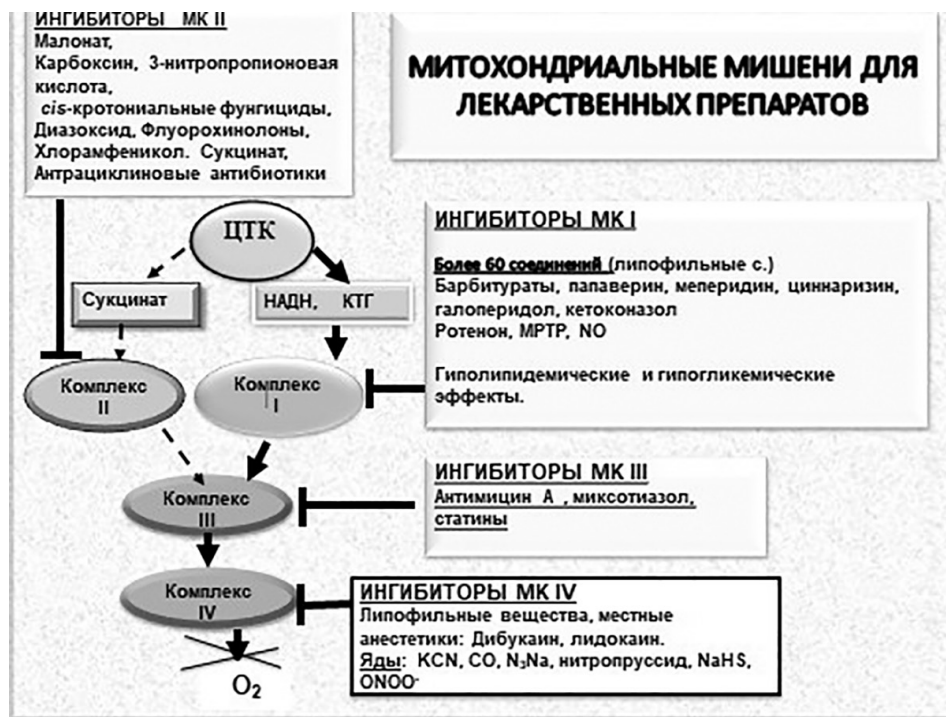 ИНГИБИТОРЫ МК II
Малонат,
Карбоксин, 3-нитропропионовая
кислота,
cis-кротониальные фунгициды,
Диазоксид, Флуорохинолоны,
Хлорамфеникол. Сукцинат,
Антрациклиновые антибиотики
МИТОХОНДРИАЛЬНЫЕ МИШЕНИ ДЛЯ
ЛЕКАРСТВЕННЫХ ПРЕПАРАТОВ
ЦТК
Сукцинат
НАДН, КТГ
ИНГИБИТОРЫ МК I
Более 60 соединений (липофильные с.)
Барбитураты, папаверин, меперидин, циннаризин,
галоперидол, кетоконазол
Ротенон, МРТР, NO
Гиполипидемические и гипогликемические
эффекты.
Комплекс
II
Комплекс
I
ИНГИБИТОРЫ МК III
Антимицин А , миксотиазол,
статины
Комплекс
III
Комплекс
IV
ИНГИБИТОРЫ МК IV
Липофильные вещества, местные
анестетики: Дибукаин, лидокаин.
Яды: KCN, CO, N₃Na, нитропруссид, NaHS,
ONOO⁻
O₂